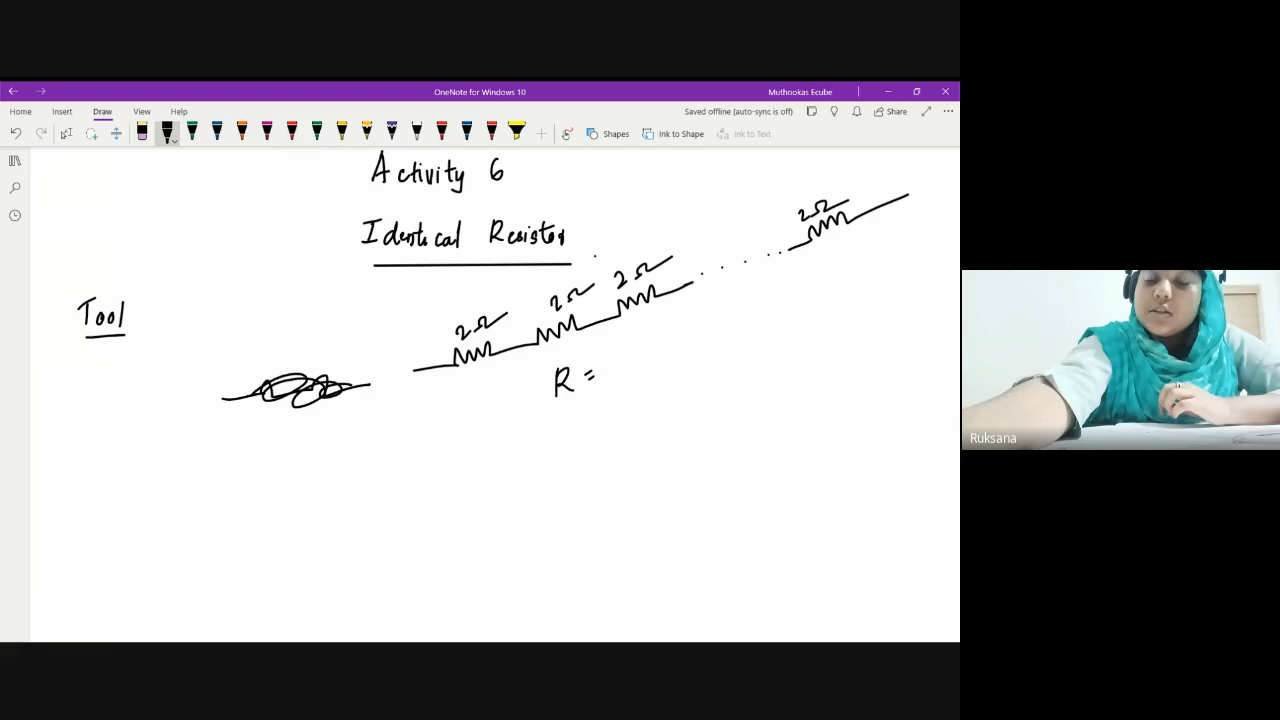 OneNote for Windows 10
Muthookas Ecube
Home Insert Draw View Help
Saved offline (auto-sync is off)
Share
Shapes
Ink to Shape
Ink to Text
Activity 6
Identical Resistor
Tool
2Ω 2Ω 2Ω 2Ω
R =
Ruksana